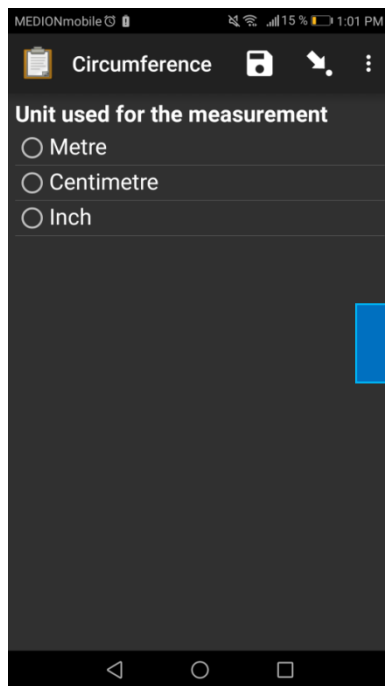 MEDIONmobile 15 % 1:01 PM
Circumference
Unit used for the measurement
Metre
Centimetre
Inch